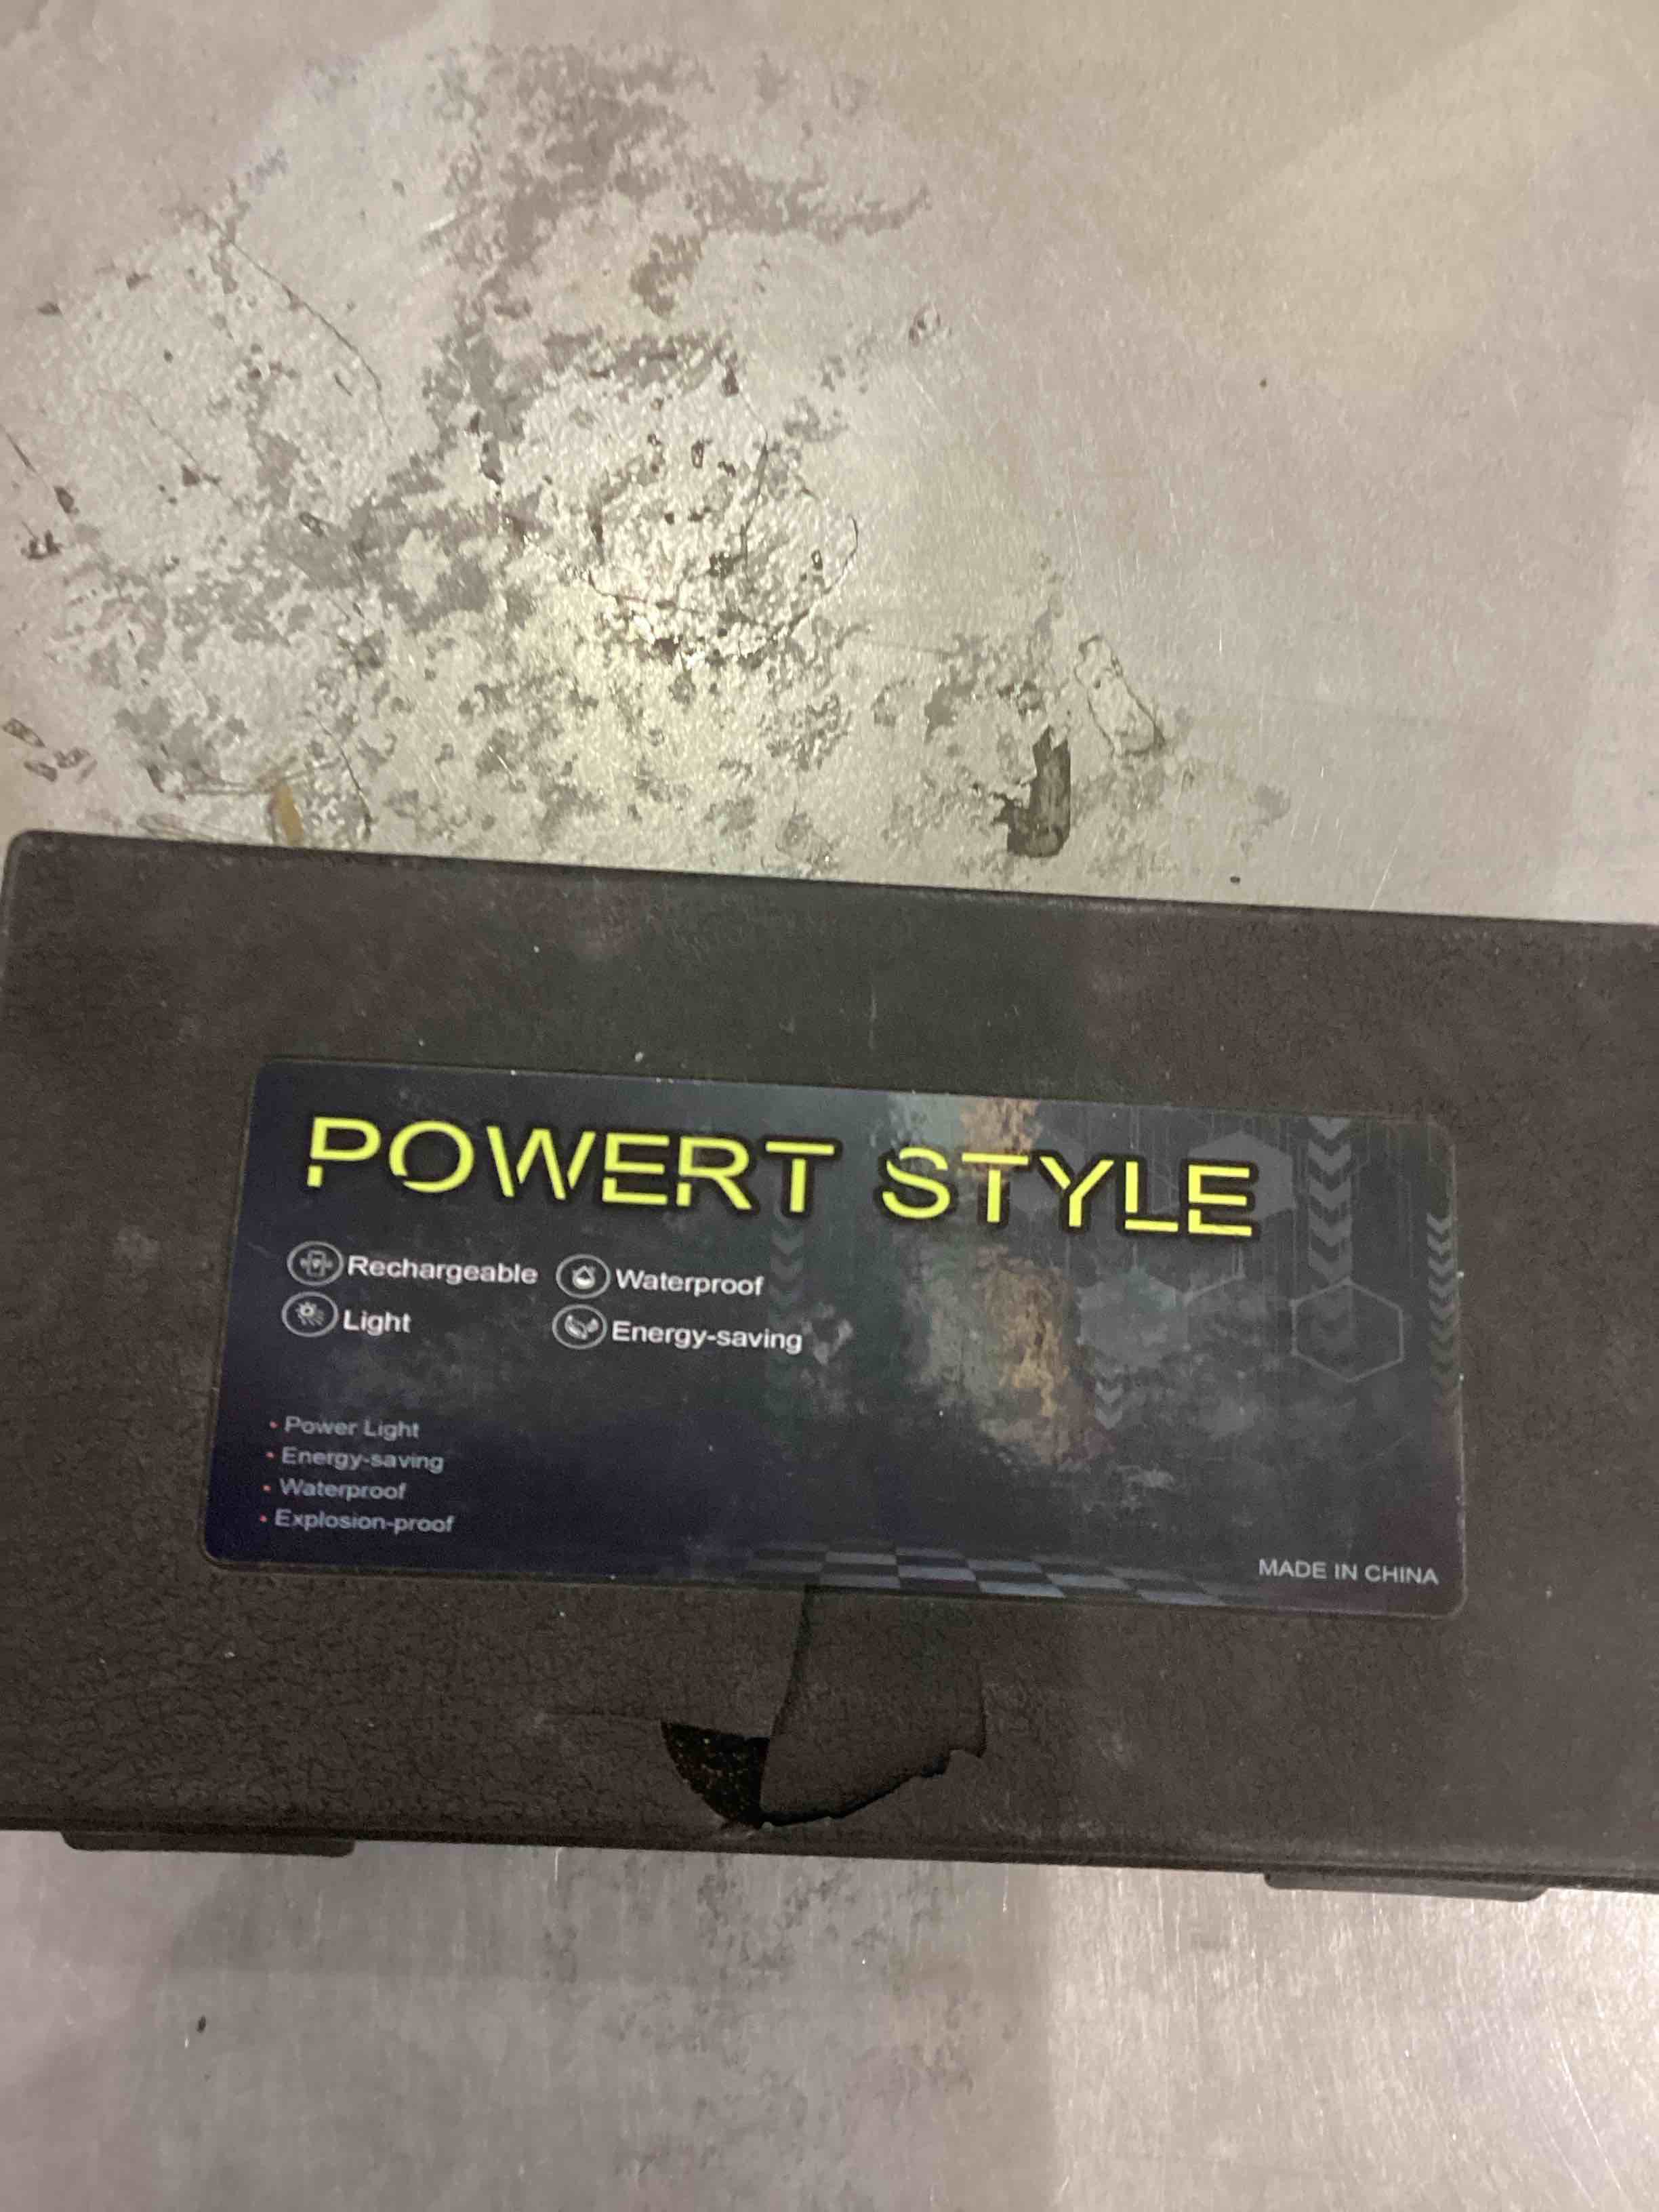 POWERT STYLE
Rechargeable Waterproof
Light Energy-saving
• Power Light
• Energy-saving
• Waterproof
• Explosion-proof
MADE IN CHINA